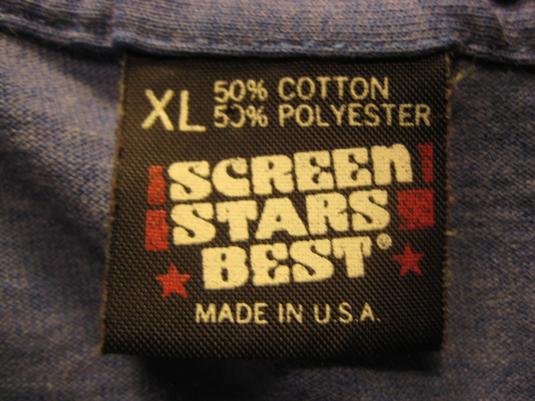 XL 50% COTTON
50% POLYESTER
SCREEN
STARS
BEST®
MADE IN U.S.A.